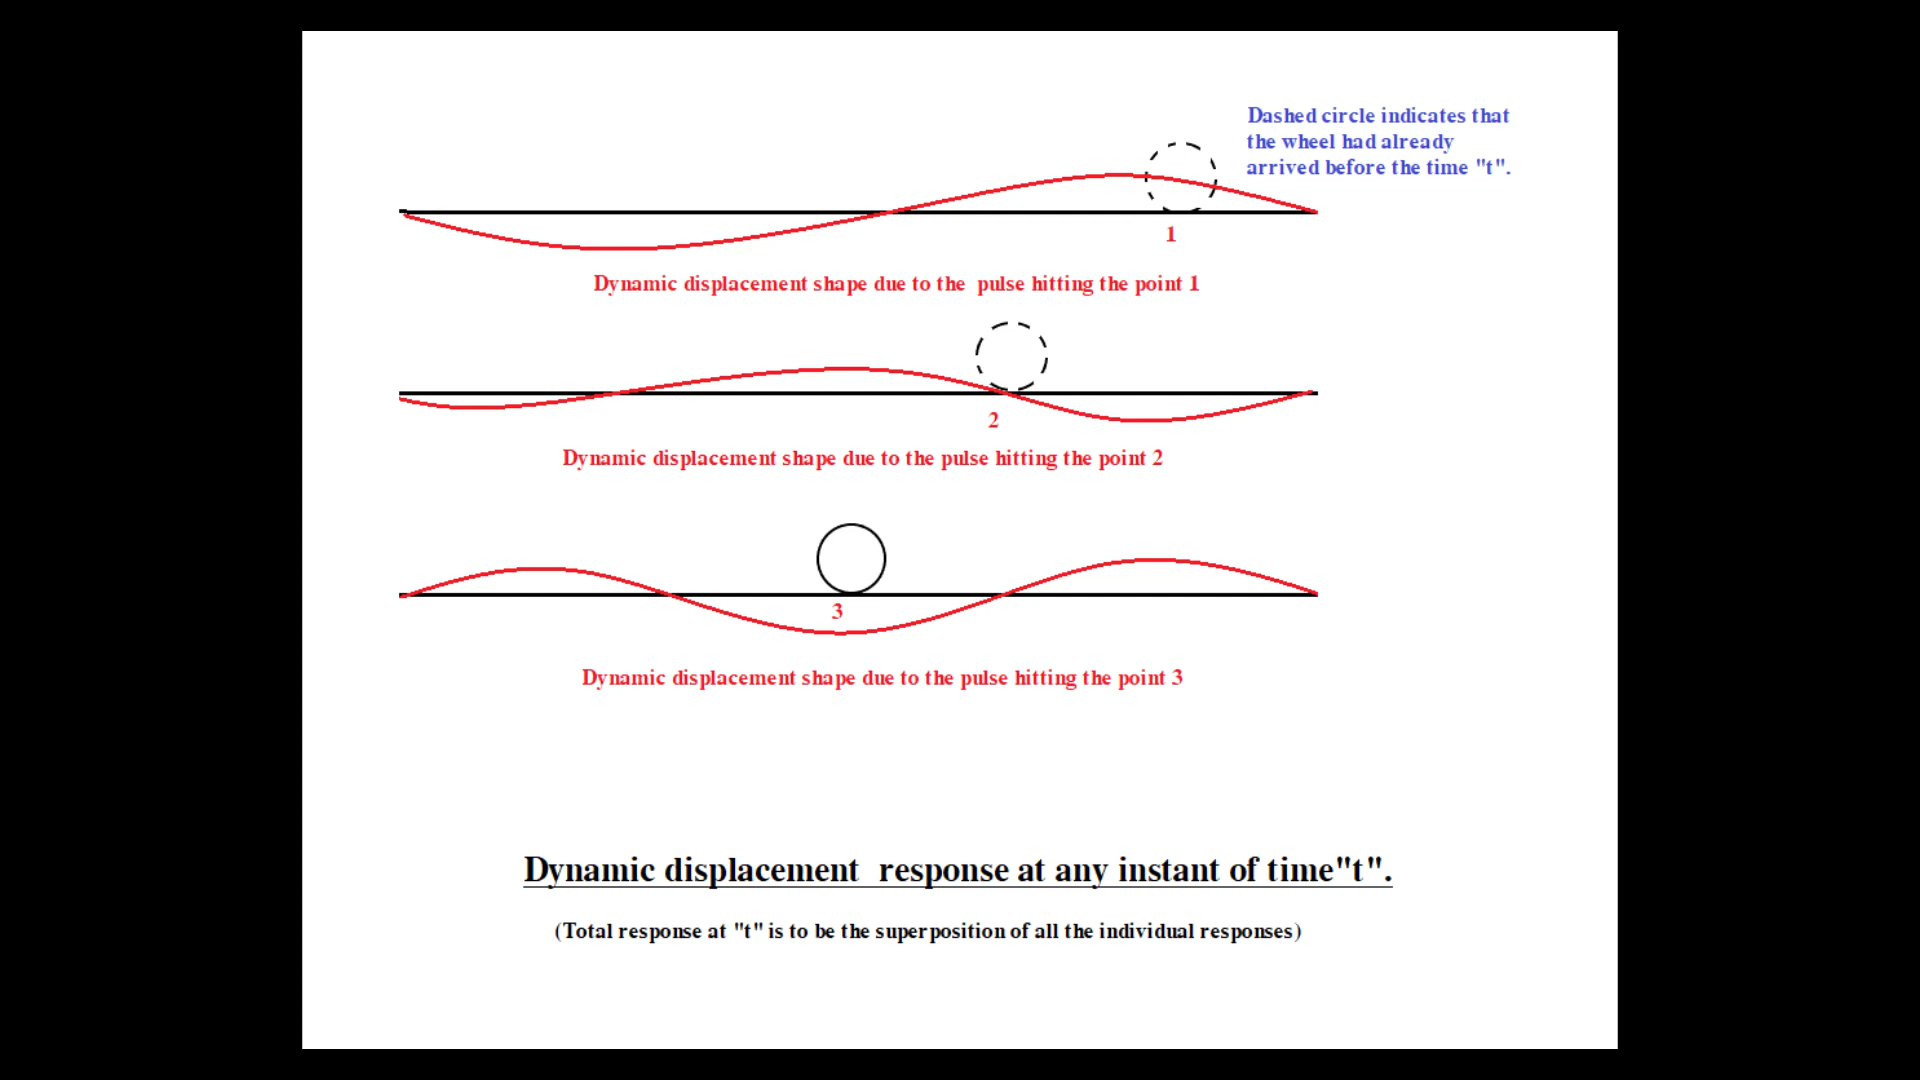 Dashed circle indicates that
the wheel had already
arrived before the time "t".
1
Dynamic displacement shape due to the pulse hitting the point 1
2
Dynamic displacement shape due to the pulse hitting the point 2
3
Dynamic displacement shape due to the pulse hitting the point 3
Dynamic displacement response at any instant of time"t".
(Total response at "t" is to be the superposition of all the individual responses)